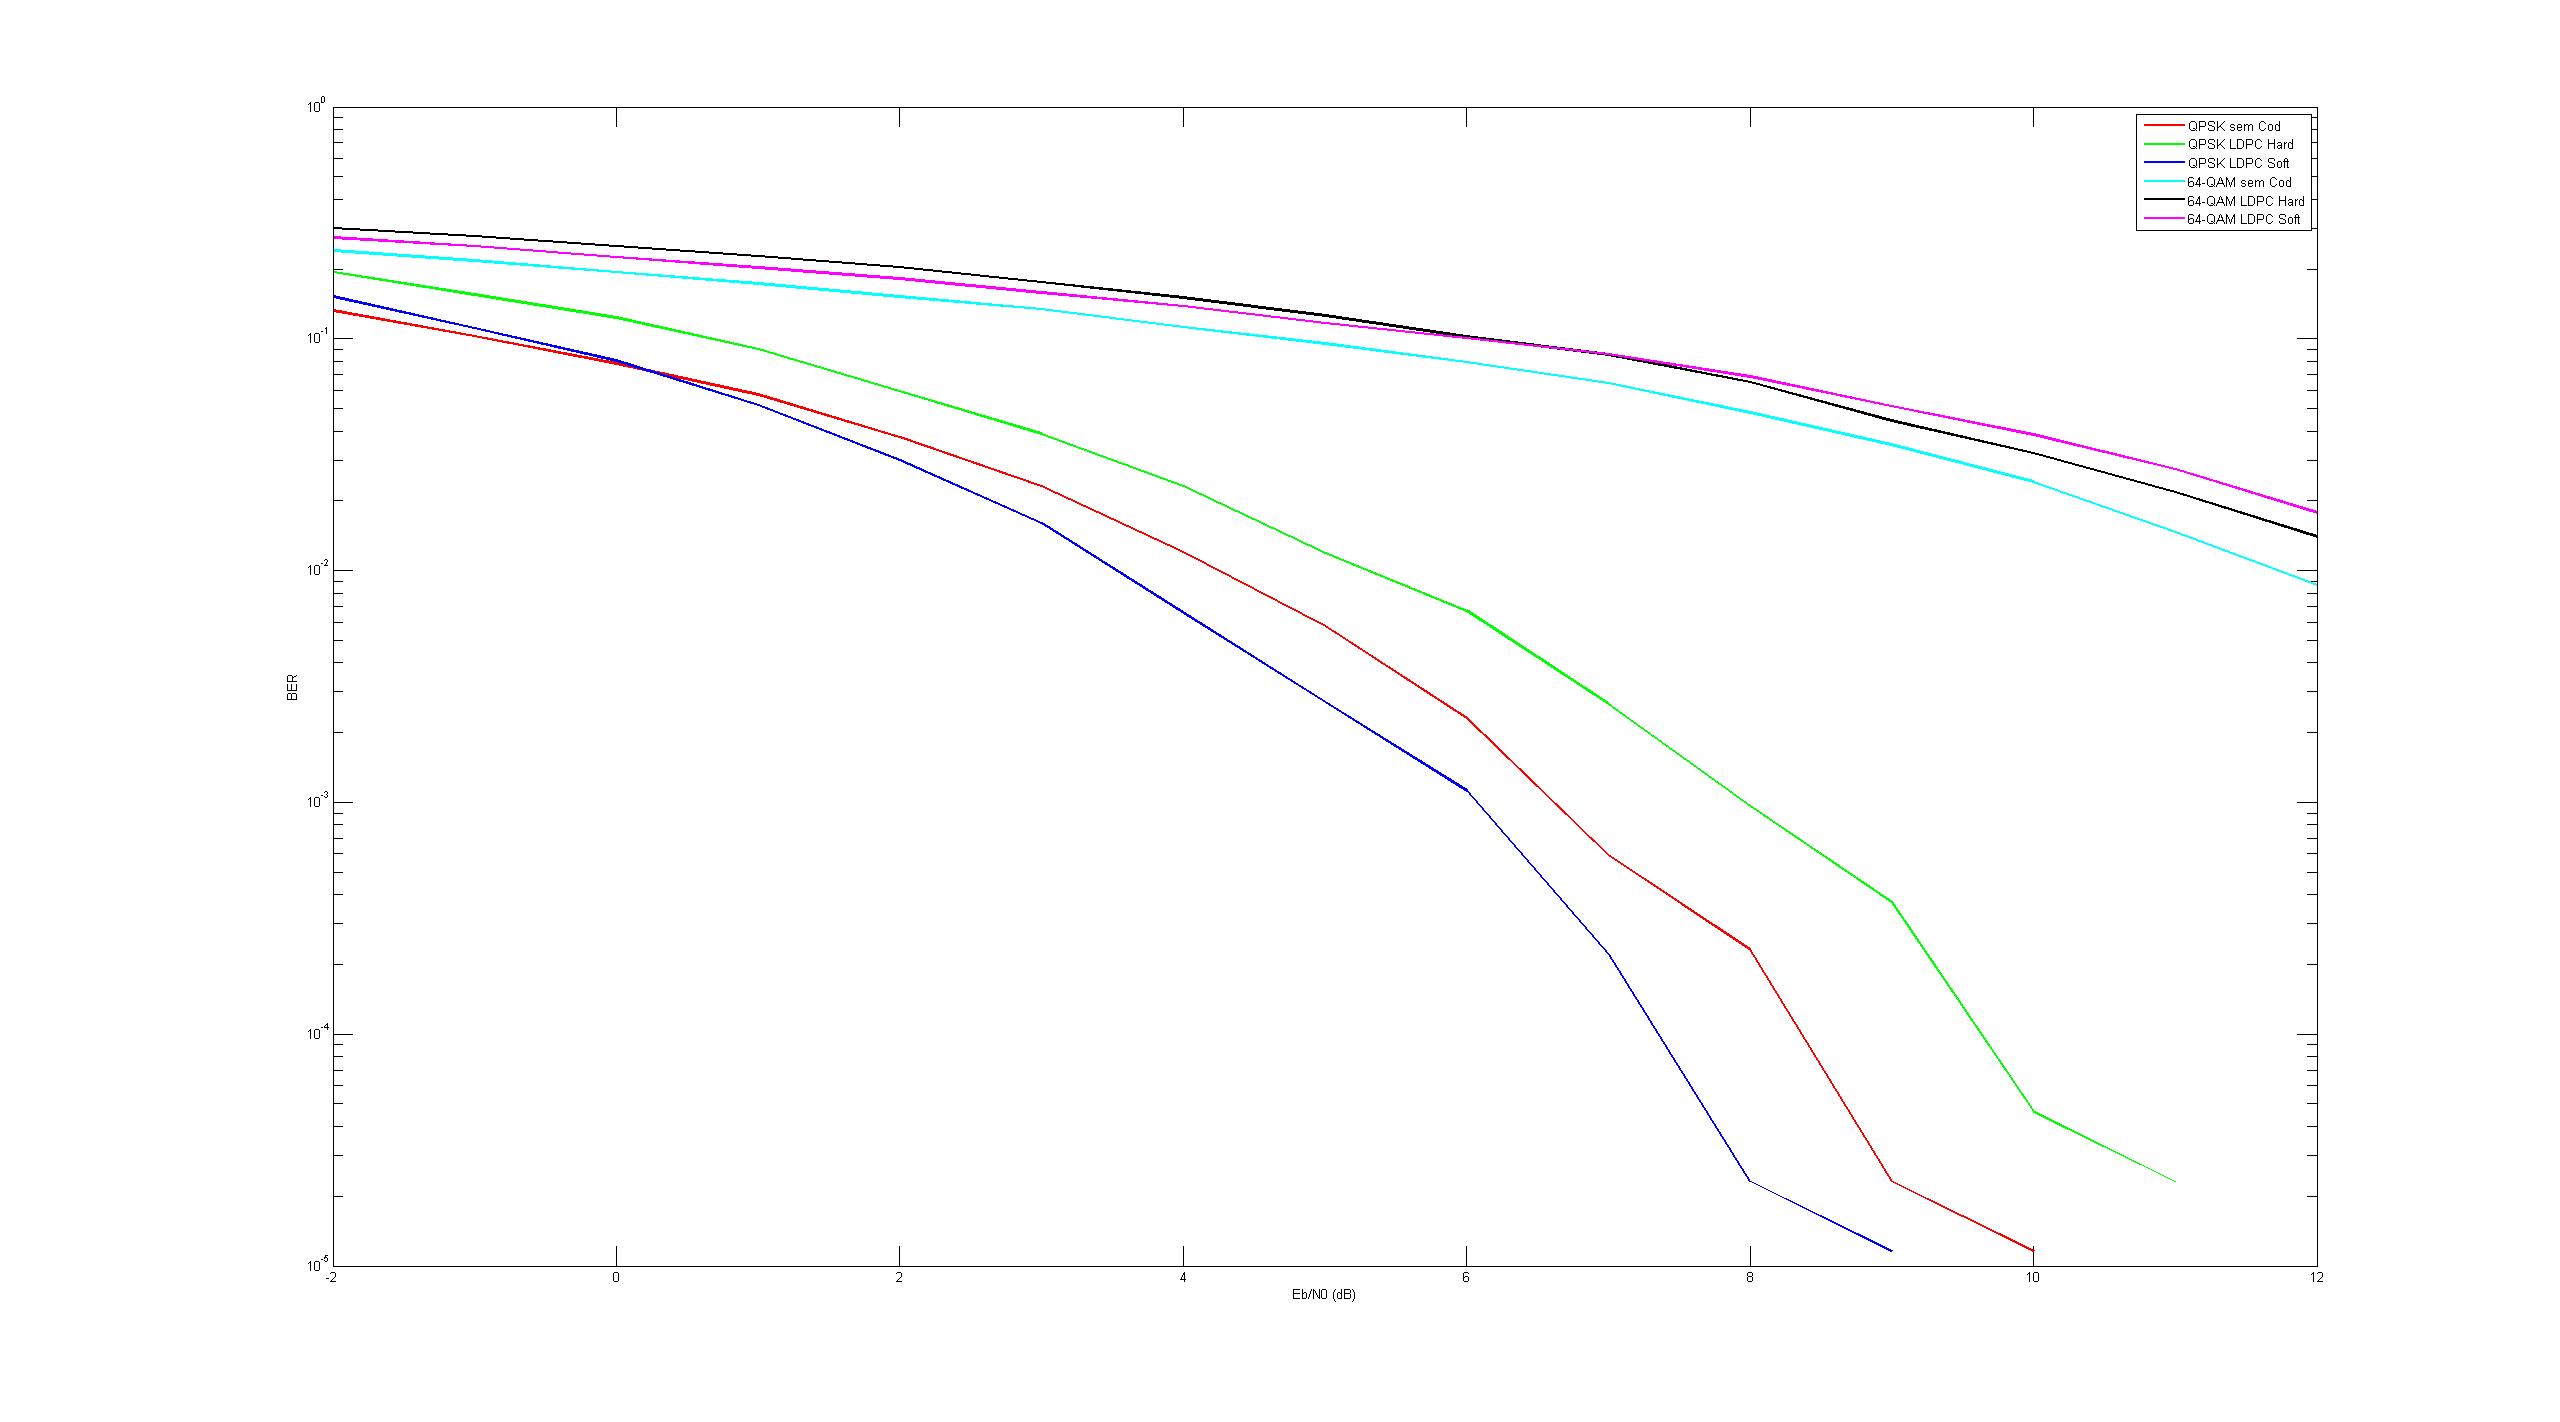 10^0
QPSK sem Cod
QPSK LDPC Hard
QPSK LDPC Soft
64-QAM sem Cod
64-QAM LDPC Hard
64-QAM LDPC Soft
10^-1
10^-2
BER
10^-3
10^-4
10^-5
-2 0 2 4 6 8 10 12
Eb/N0 (dB)